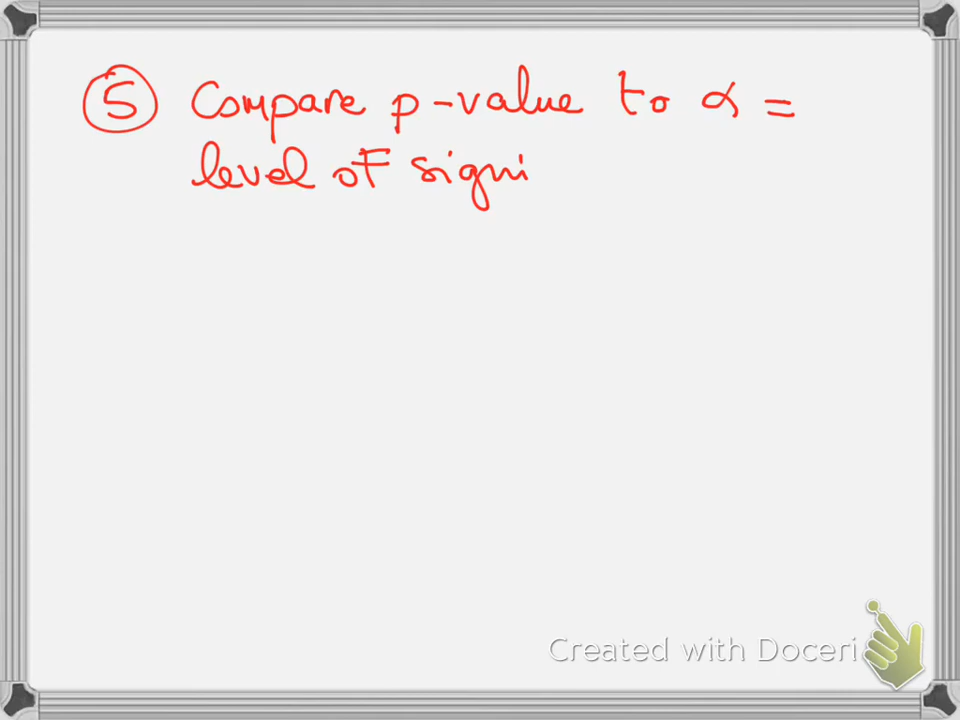 ⑤ Compare p-value to α =
level of signi
Created with Doceri